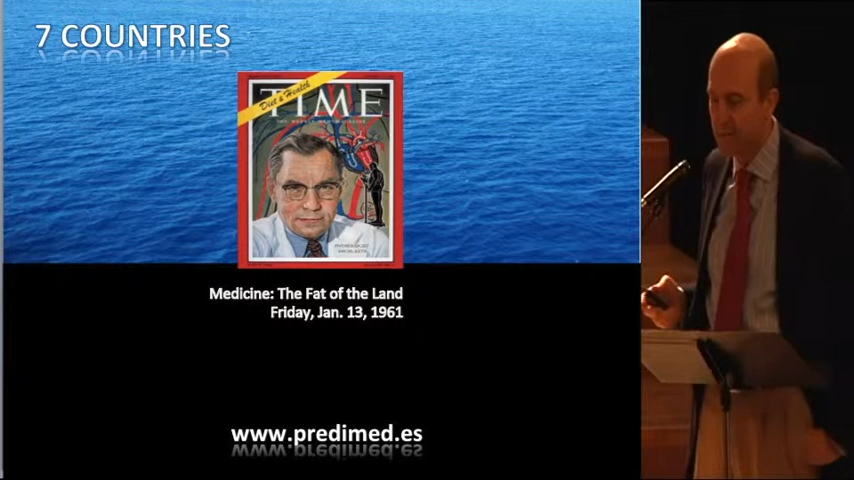 7 COUNTRIES
Diet & Health
TIME
Medicine: The Fat of the Land
Friday, Jan. 13, 1961
www.predimed.es